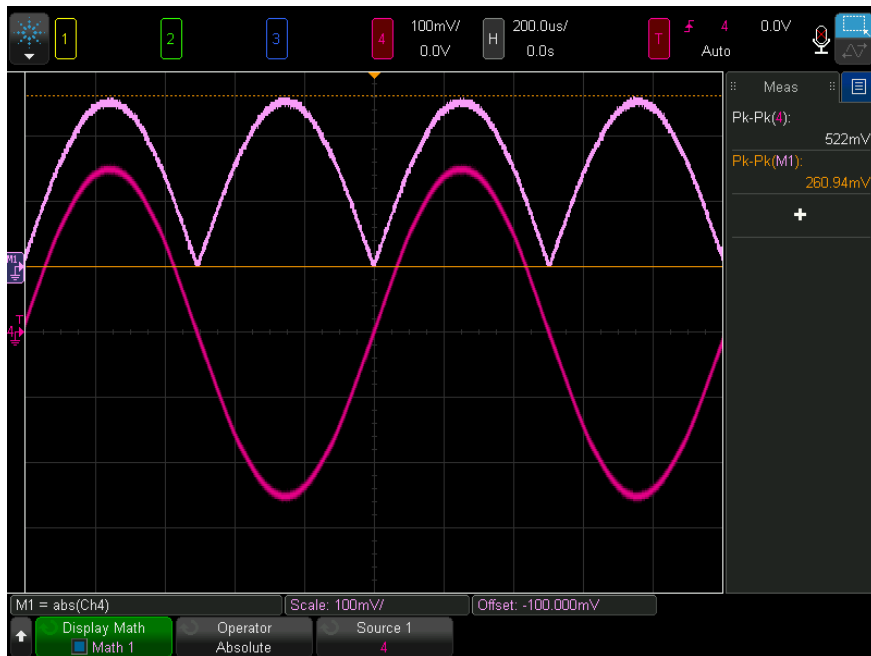 1 2 3 4 100mV/ 0.0V H 200.0us/ 0.0s T 4 0.0V Auto
Meas
Pk-Pk(4):
522mV
Pk-Pk(M1):
260.94mV
+
M1
T
4
M1 = abs(Ch4)
Scale: 100mV/
Offset: -100.000mV
Display Math
Math 1
Operator
Absolute
Source 1
4